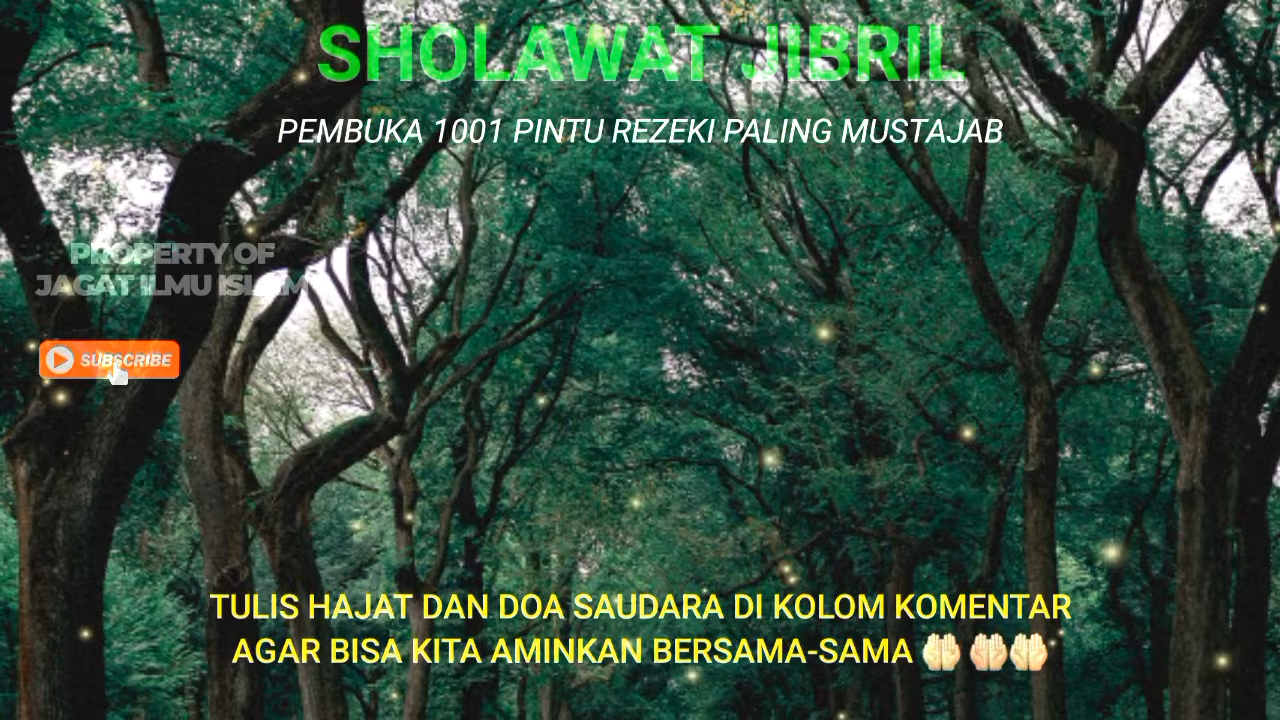 SHOLAWAT JIBRIL
PEMBUKA 1001 PINTU REZEKI PALING MUSTAJAB
PROPERTY OF
JAGAT ILMU ISLAM
SUBSCRIBE
TULIS HAJAT DAN DOA SAUDARA DI KOLOM KOMENTAR
AGAR BISA KITA AMINKAN BERSAMA-SAMA 🤲🏻🤲🏻🤲🏻